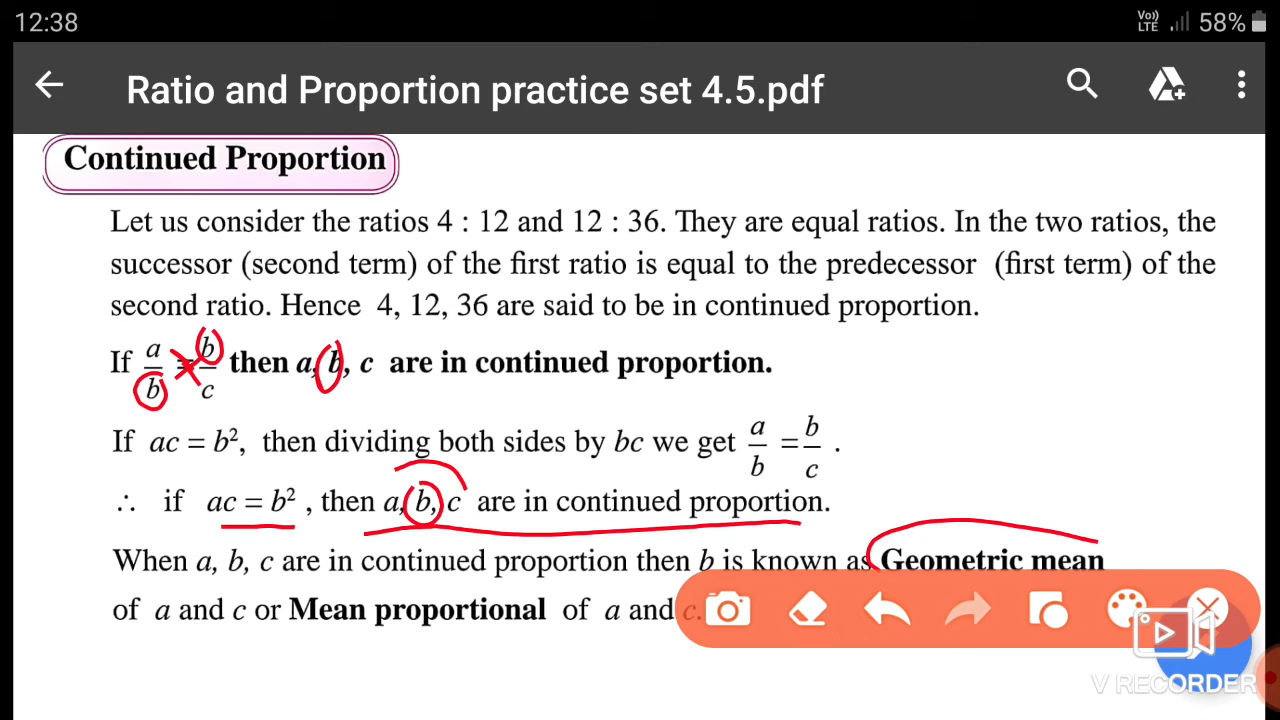 12:38
Vo)) LTE 58%
Ratio and Proportion practice set 4.5.pdf
Continued Proportion
Let us consider the ratios 4 : 12 and 12 : 36. They are equal ratios. In the two ratios, the
successor (second term) of the first ratio is equal to the predecessor (first term) of the
second ratio. Hence 4, 12, 36 are said to be in continued proportion.
If a/b = b/c then a, b, c are in continued proportion.
If ac = b², then dividing both sides by bc we get a/b = b/c .
∴ if ac = b² , then a, b, c are in continued proportion.
When a, b, c are in continued proportion then b is known as Geometric mean
of a and c or Mean proportional of a and c.
V RECORDER